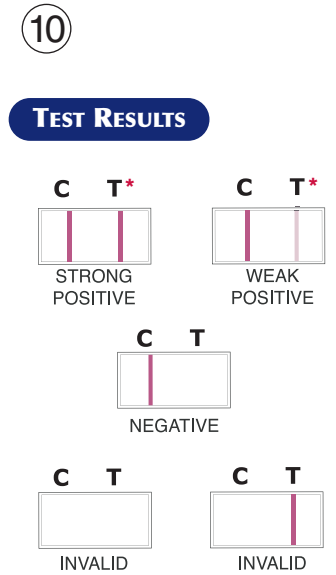 10
TEST RESULTS
C T* C T*
STRONG POSITIVE
WEAK POSITIVE
C T
NEGATIVE
C T C T
INVALID INVALID